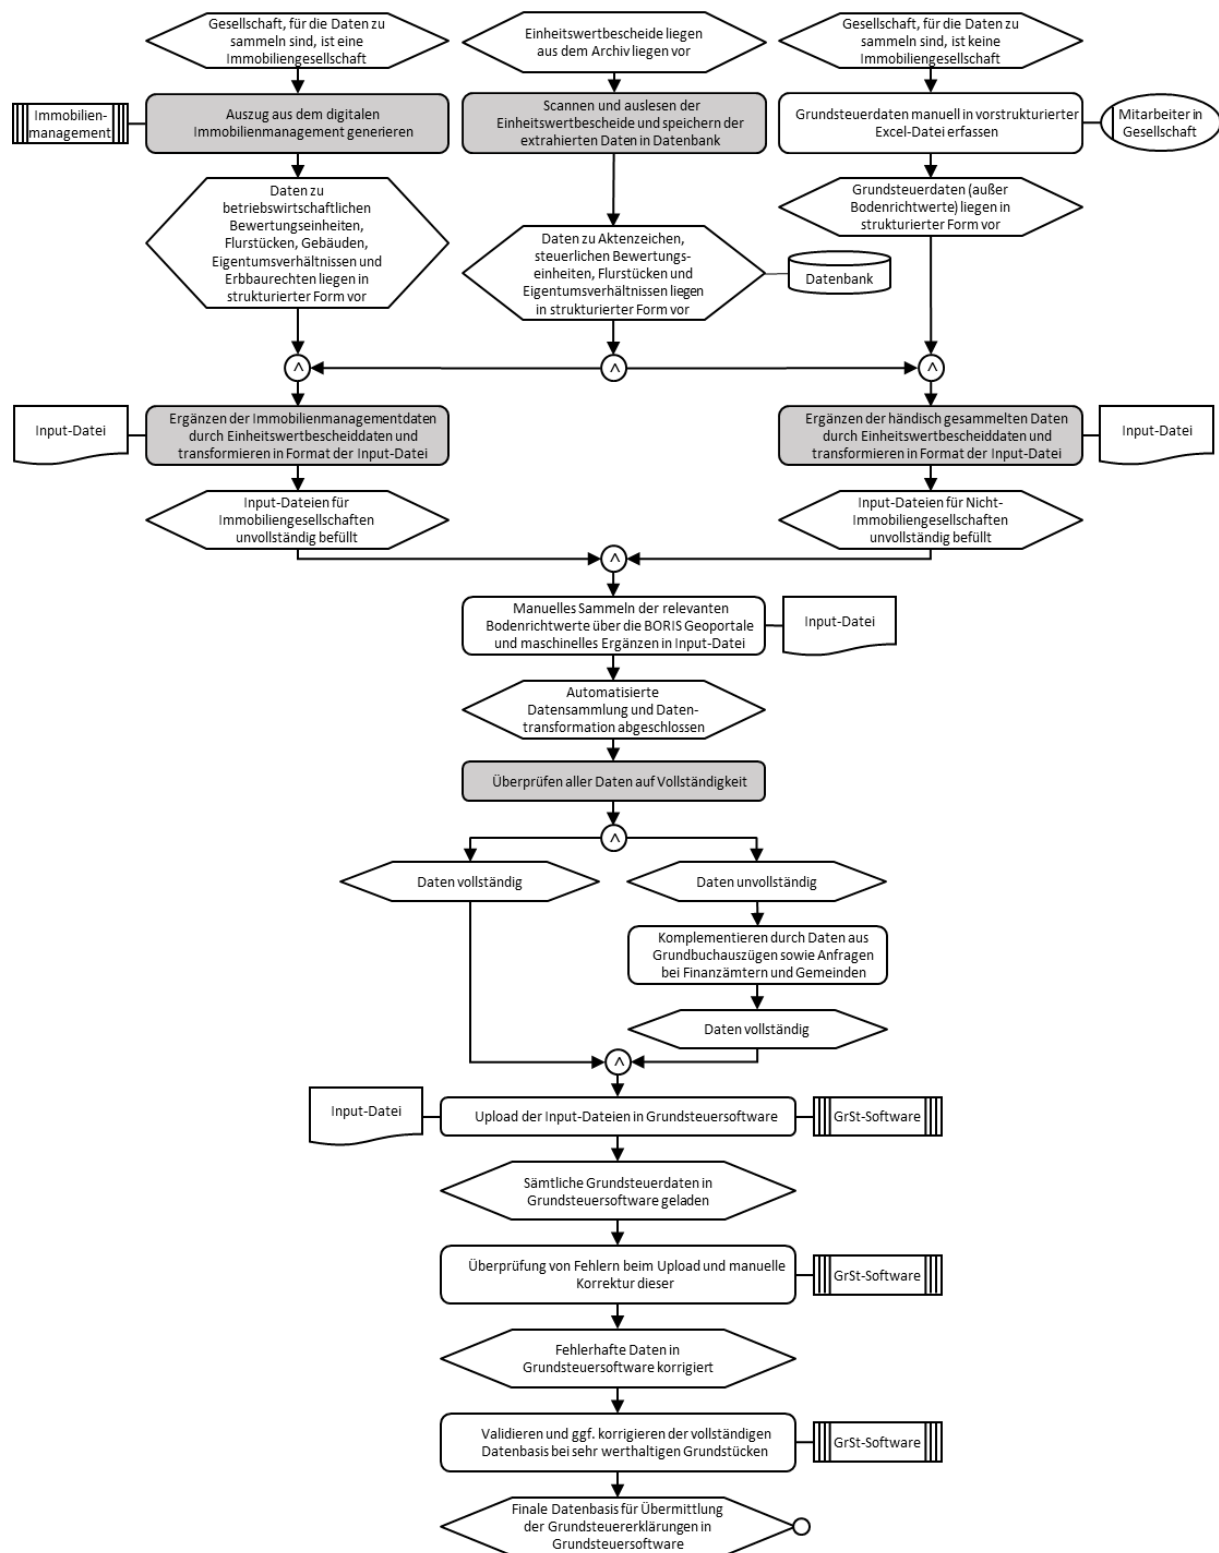 Gesellschaft, für die Daten zu
sammeln sind, ist eine
Immobiliengesellschaft
Einheitswertbescheide liegen
aus dem Archiv liegen vor
Gesellschaft, für die Daten zu
sammeln sind, ist keine
Immobiliengesellschaft
Immobilien-
management
Auszug aus dem digitalen
Immobilienmanagement generieren
Scannen und auslesen der
Einheitswertbescheide und speichern der
extrahierten Daten in Datenbank
Grundsteuerdaten manuell in vorstrukturierter
Excel-Datei erfassen
Mitarbeiter in
Gesellschaft
Daten zu
betriebswirtschaftlichen
Bewertungseinheiten,
Flurstücken, Gebäuden,
Eigentumsverhältnissen und
Erbbaurechten liegen in
strukturierter Form vor
Daten zu Aktenzeichen,
steuerlichen Bewertungs-
einheiten, Flurstücken und
Eigentumsverhältnissen liegen
in strukturierter Form vor
Datenbank
Grundsteuerdaten (außer
Bodenrichtwerte) liegen in
strukturierter Form vor
^
^
^
Input-Datei
Ergänzen der Immobilienmanagementdaten
durch Einheitswertbescheiddaten und
transformieren in Format der Input-Datei
Ergänzen der händisch gesammelten Daten
durch Einheitswertbescheiddaten und
transformieren in Format der Input-Datei
Input-Datei
Input-Dateien für
Immobiliengesellschaften
unvollständig befüllt
Input-Dateien für Nicht-
Immobiliengesellschaften
unvollständig befüllt
^
Manuelles Sammeln der relevanten
Bodenrichtwerte über die BORIS Geoportale
und maschinelles Ergänzen in Input-Datei
Input-Datei
Automatisierte
Datensammlung und Daten-
transformation abgeschlossen
Überprüfen aller Daten auf Vollständigkeit
^
Daten vollständig
Daten unvollständig
Komplementieren durch Daten aus
Grundbuchauszügen sowie Anfragen
bei Finanzämtern und Gemeinden
Daten vollständig
^
Input-Datei
Upload der Input-Dateien in Grundsteuersoftware
GrSt-Software
Sämtliche Grundsteuerdaten in
Grundsteuersoftware geladen
Überprüfung von Fehlern beim Upload und manuelle
Korrektur dieser
GrSt-Software
Fehlerhafte Daten in
Grundsteuersoftware korrigiert
Validieren und ggf. korrigieren der vollständigen
Datenbasis bei sehr werthaltigen Grundstücken
GrSt-Software
Finale Datenbasis für Übermittlung
der Grundsteuererklärungen in
Grundsteuersoftware